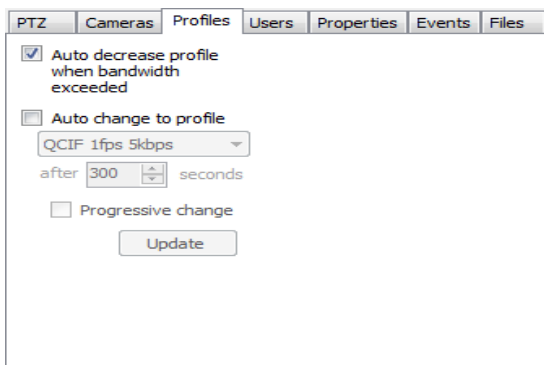 PTZ Cameras Profiles Users Properties Events Files
Auto decrease profile
when bandwidth
exceeded
Auto change to profile
QCIF 1fps 5kbps
after 300 seconds
Progressive change
Update